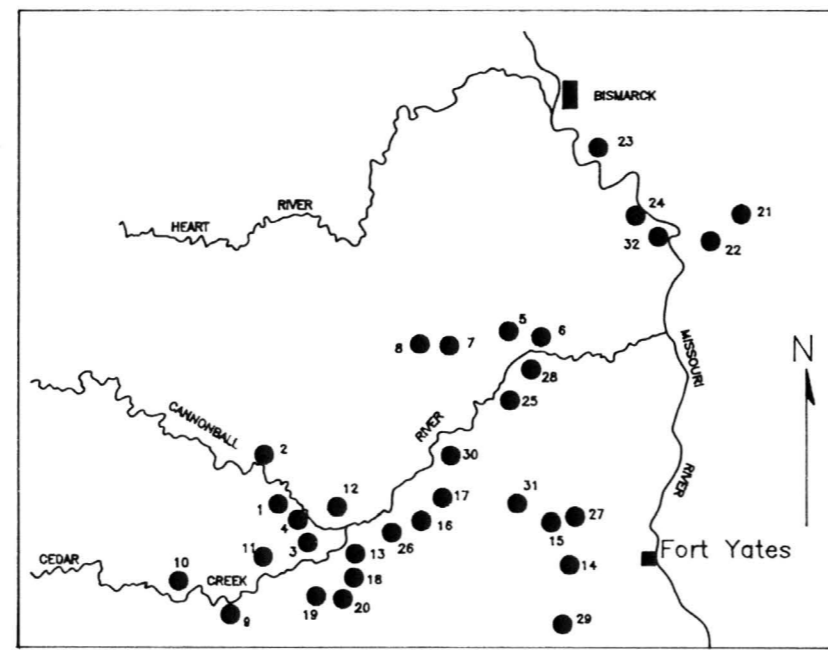 BISMARCK
23
HEART
RIVER
24
21
32
22
5
6
8
7
MISSOURI
RIVER
N
28
25
CANNONBALL
RIVER
2
30
12
1
4
17
31
16
27
15
26
3
11
13
CEDAR
CREEK
10
18
14
Fort Yates
19
20
9
29